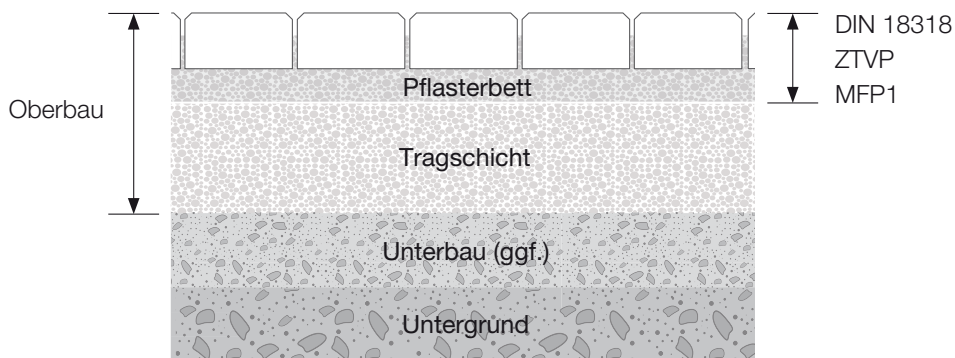 DIN 18318
ZTVP
MFP1
Pflasterbett
Oberbau
Tragschicht
Unterbau (ggf.)
Untergrund